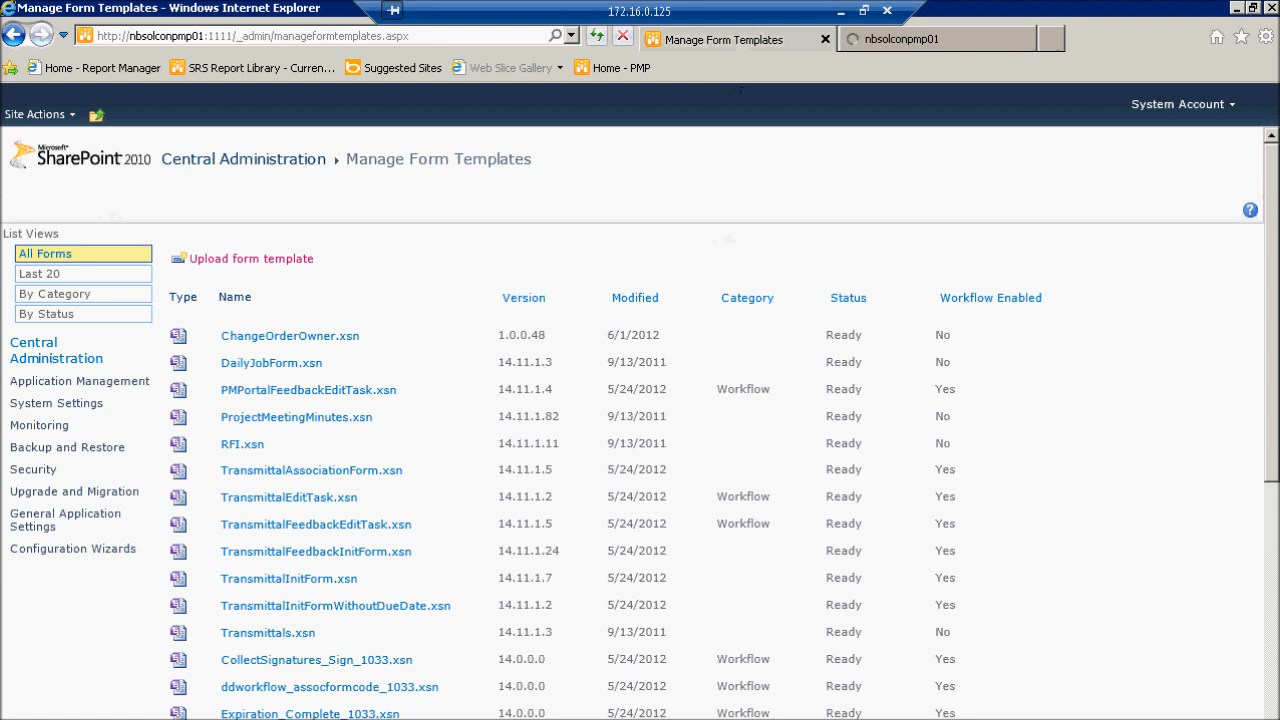 Manage Form Templates - Windows Internet Explorer
172.16.0.125
http://nbsolconpmp01:1111/_admin/manageformtemplates.aspx
Manage Form Templates
nbsolconpmp01
Home - Report Manager
SRS Report Library - Curren...
Suggested Sites
Web Slice Gallery
Home - PMP
Site Actions
System Account
Microsoft SharePoint 2010
Central Administration
Manage Form Templates
List Views
All Forms
Last 20
By Category
By Status
Central
Administration
Application Management
System Settings
Monitoring
Backup and Restore
Security
Upgrade and Migration
General Application
Settings
Configuration Wizards
Upload form template
Type Name Version Modified Category Status Workflow Enabled
ChangeOrderOwner.xsn 1.0.0.48 6/1/2012 Ready No
DailyJobForm.xsn 14.11.1.3 9/13/2011 Ready No
PMPortalFeedbackEditTask.xsn 14.11.1.4 5/24/2012 Workflow Ready Yes
ProjectMeetingMinutes.xsn 14.11.1.82 9/13/2011 Ready No
RFI.xsn 14.11.1.11 9/13/2011 Ready No
TransmittalAssociationForm.xsn 14.11.1.5 5/24/2012 Ready Yes
TransmittalEditTask.xsn 14.11.1.2 5/24/2012 Workflow Ready Yes
TransmittalFeedbackEditTask.xsn 14.11.1.5 5/24/2012 Workflow Ready Yes
TransmittalFeedbackInitForm.xsn 14.11.1.24 5/24/2012 Ready Yes
TransmittalInitForm.xsn 14.11.1.7 5/24/2012 Ready Yes
TransmittalInitFormWithoutDueDate.xsn 14.11.1.2 5/24/2012 Ready Yes
Transmittals.xsn 14.11.1.3 9/13/2011 Ready No
CollectSignatures_Sign_1033.xsn 14.0.0.0 5/24/2012 Workflow Ready Yes
ddworkflow_assocformcode_1033.xsn 14.0.0.0 5/24/2012 Workflow Ready Yes
Expiration_Complete_1033.xsn 14.0.0.0 5/24/2012 Workflow Ready Yes